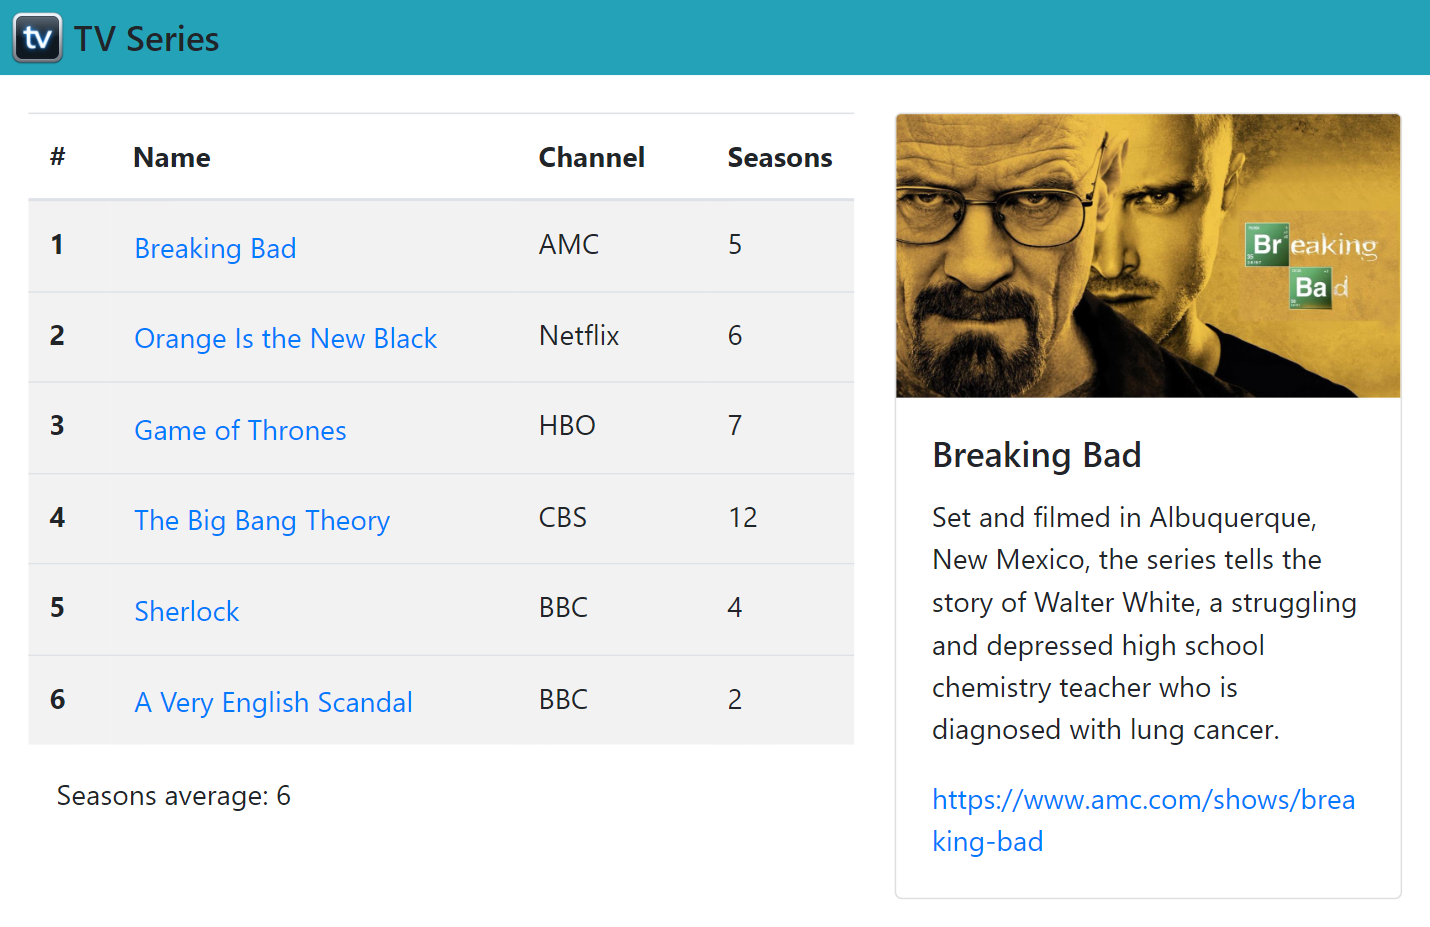 tv TV Series
# Name Channel Seasons
1 Breaking Bad AMC 5
2 Orange Is the New Black Netflix 6
3 Game of Thrones HBO 7
4 The Big Bang Theory CBS 12
5 Sherlock BBC 4
6 A Very English Scandal BBC 2
Seasons average: 6
Breaking
Bad
Breaking Bad
Set and filmed in Albuquerque,
New Mexico, the series tells the
story of Walter White, a struggling
and depressed high school
chemistry teacher who is
diagnosed with lung cancer.
https://www.amc.com/shows/brea
king-bad